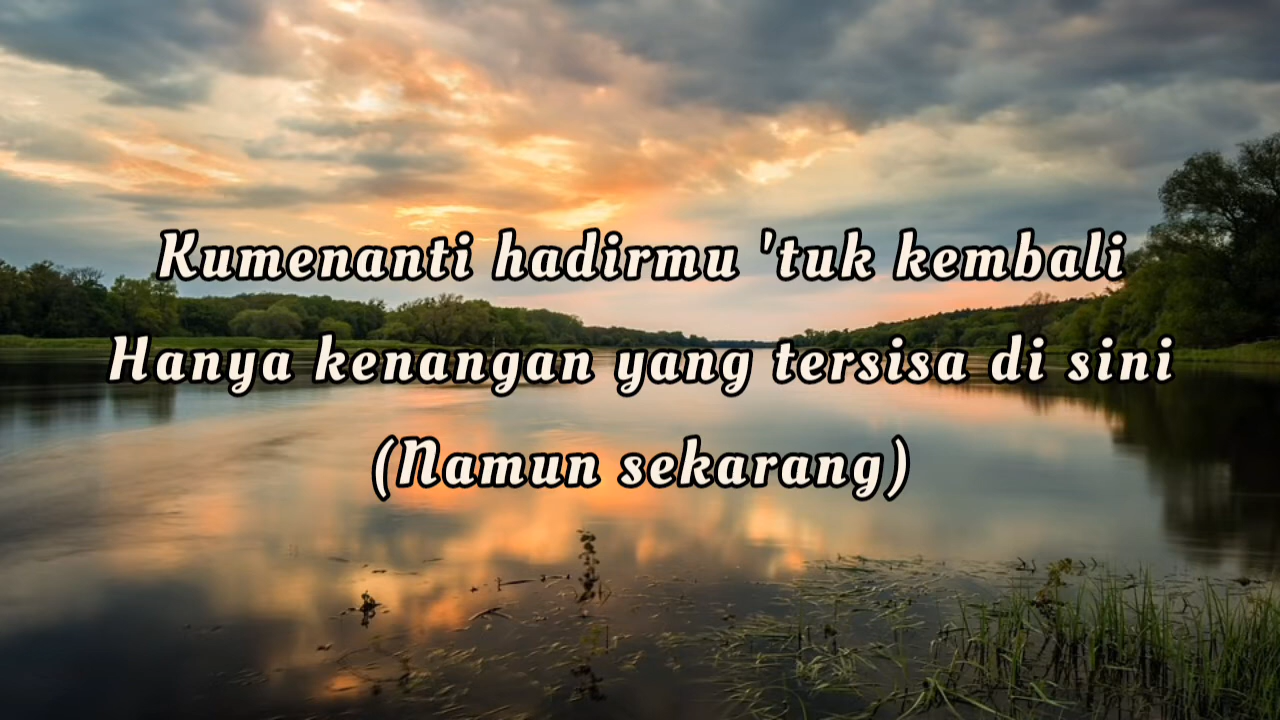 Kumenanti hadirmu 'tuk kembali
Hanya kenangan yang tersisa di sini
(Namun sekarang)